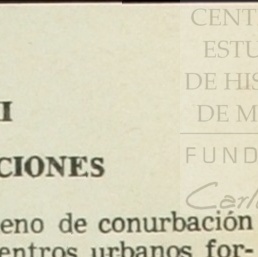 CENT
ESTU
DE HIS
DE M
FUND
Carl
I
CIONES
eno de conurbación
entros urbanos for-